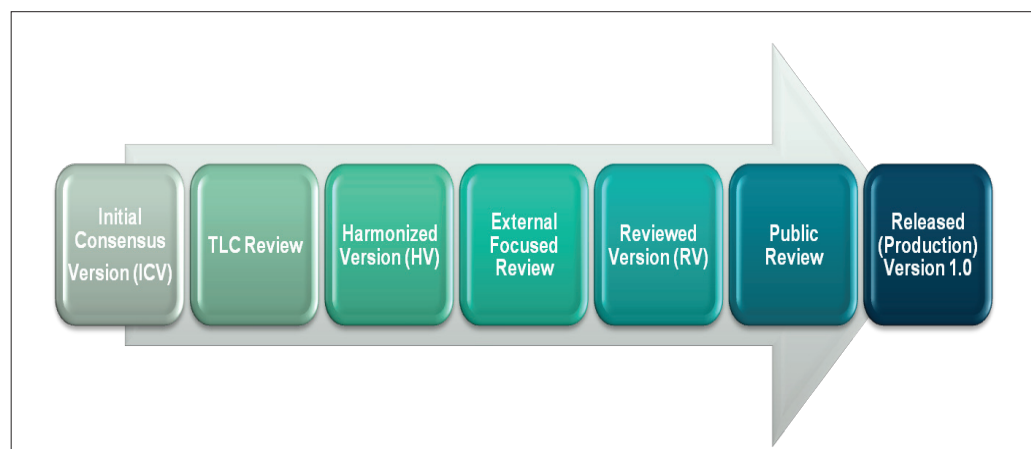 Initial
Consensus
Version (ICV)
TLC Review
Harmonized
Version (HV)
External
Focused
Review
Reviewed
Version (RV)
Public
Review
Released
(Production)
Version 1.0